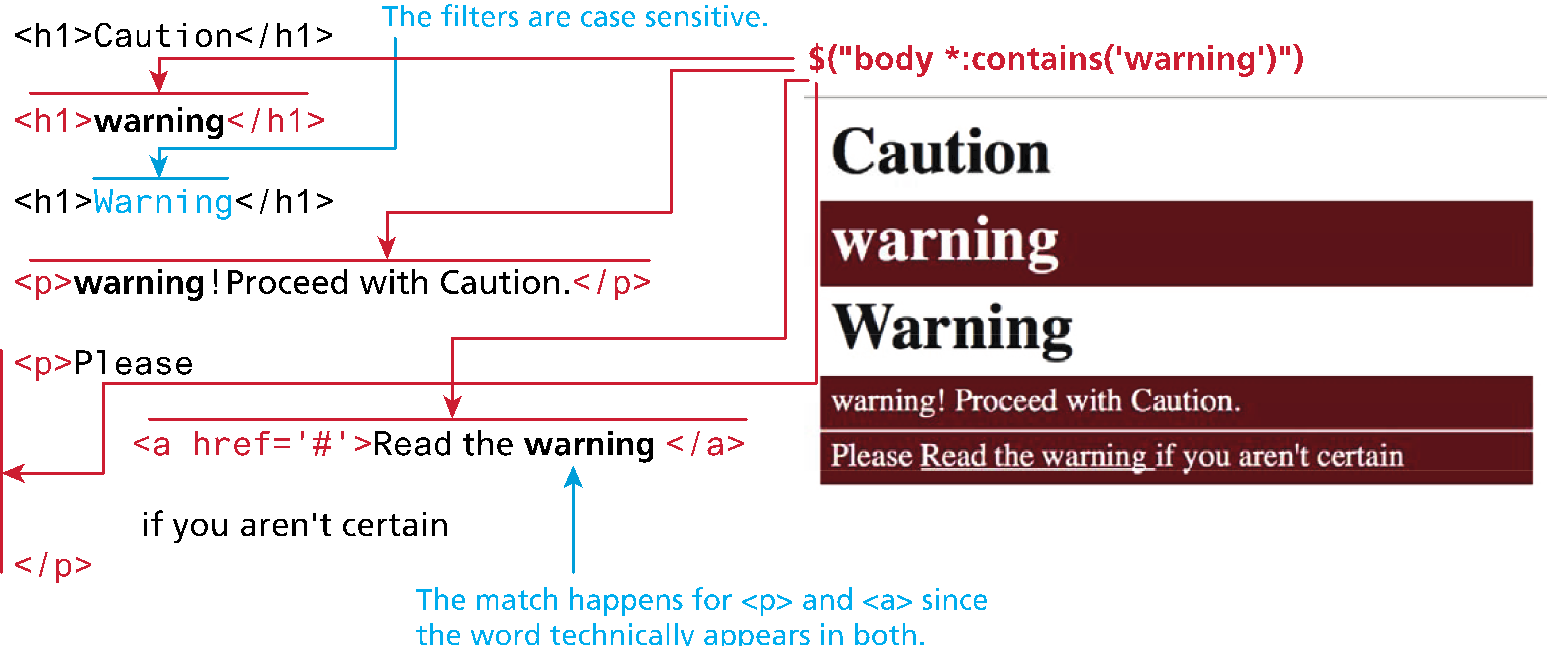 The filters are case sensitive.
<h1>Caution</h1>
$("body *:contains('warning')")
<h1>warning</h1>
<h1>Warning</h1>
<p>warning!Proceed with Caution.</p>
<p>Please
<a href='#'>Read the warning </a>
if you aren't certain
</p>
The match happens for <p> and <a> since
the word technically appears in both.
Caution
warning
Warning
warning! Proceed with Caution.
Please Read the warning if you aren't certain